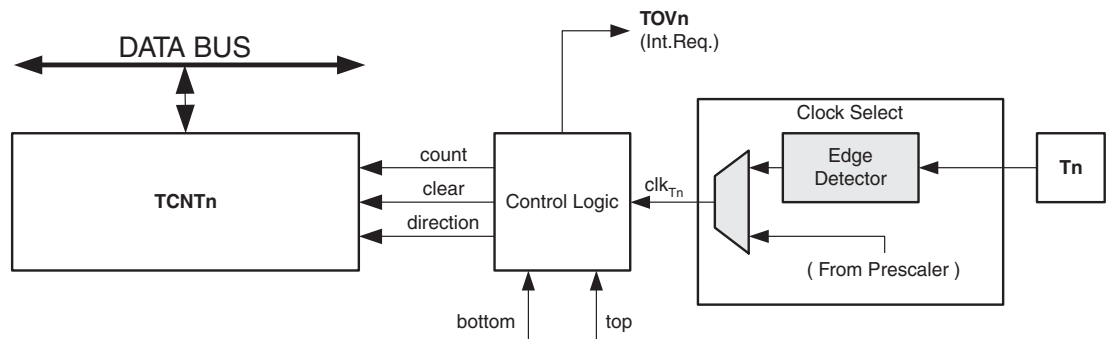 TOVn
(Int.Req.)
DATA BUS
Clock Select
count
Edge
Detector
Tn
TCNTn
clear
Control Logic
clkTn
direction
( From Prescaler )
bottom
top